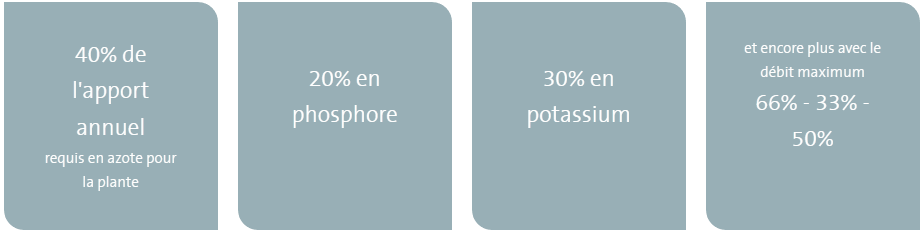 40% de
l'apport
annuel
requis en azote pour
la plante
20% en
phosphore
30% en
potassium
et encore plus avec le
débit maximum
66% - 33% -
50%